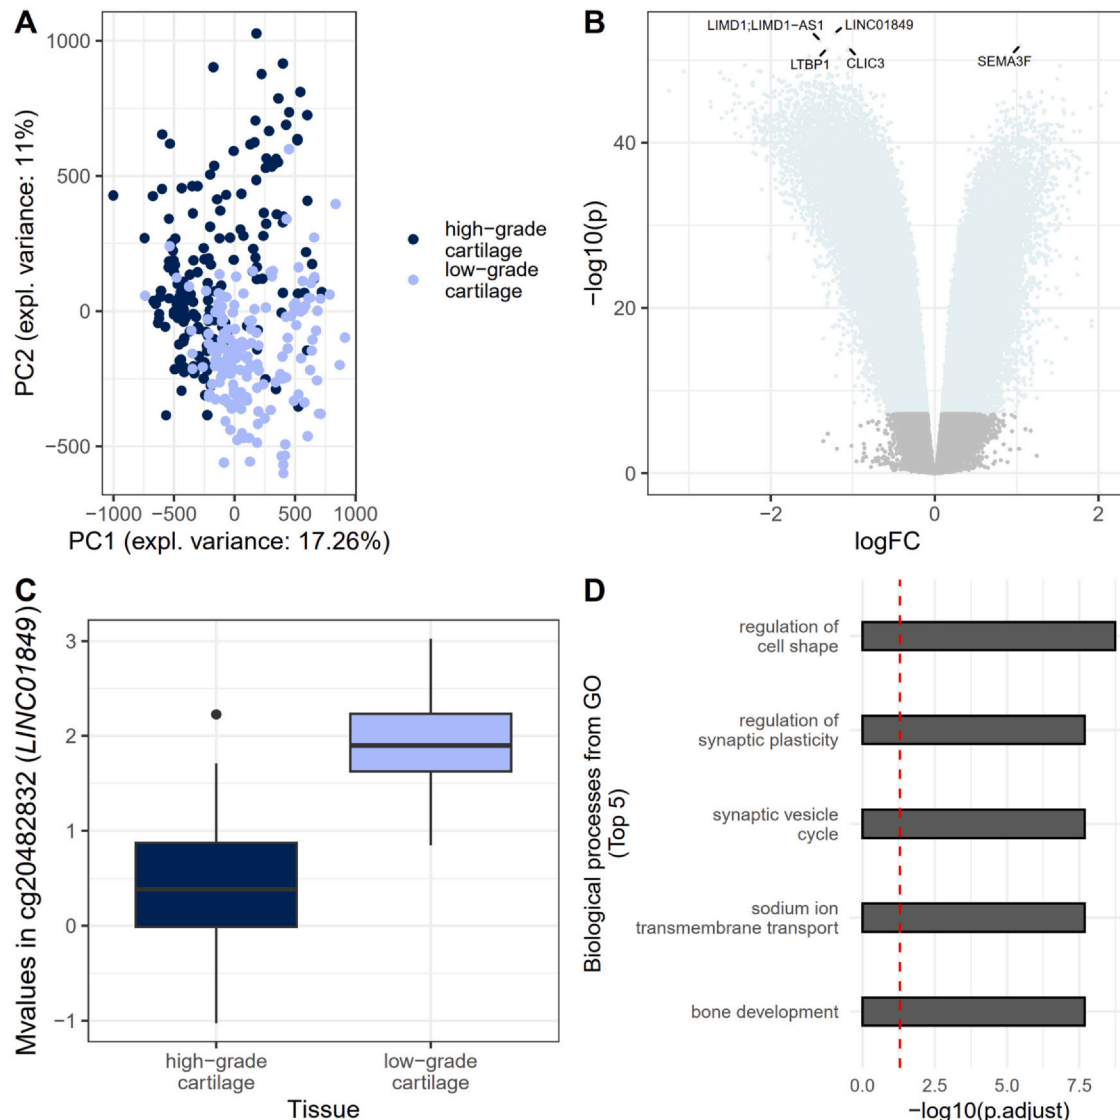 A
1000
500
0
−500
PC2 (expl. variance: 11%)
−1000
−500
0
500
1000
PC1 (expl. variance: 17.26%)
high−grade
cartilage
low−grade
cartilage
B
LIMD1;LIMD1−AS1
LINC01849
LTBP1
CLIC3
SEMA3F
40
20
0
−log10(p)
−2
0
2
logFC
C
Mvalues in cg20482832 (LINC01849)
3
2
1
0
−1
high−grade
cartilage
low−grade
cartilage
Tissue
D
Biological processes from GO
(Top 5)
regulation of
cell shape
regulation of
synaptic plasticity
synaptic vesicle
cycle
sodium ion
transmembrane transport
bone development
0.0
2.5
5.0
7.5
−log10(p.adjust)